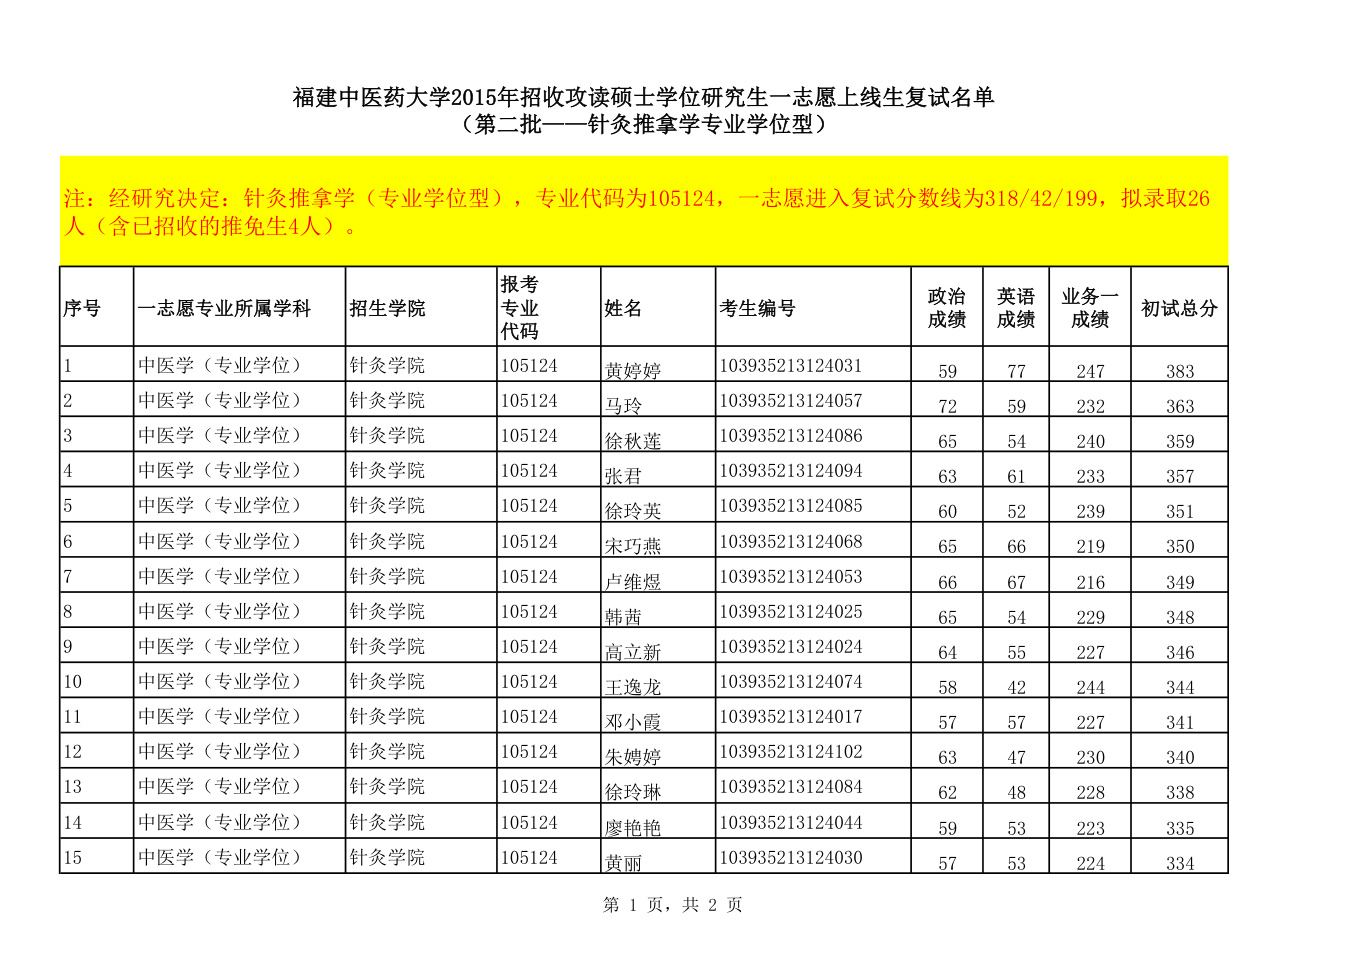 福建中医药大学2015年招收攻读硕士学位研究生一志愿上线生复试名单
（第二批——针灸推拿学专业学位型）
注：经研究决定：针灸推拿学（专业学位型），专业代码为105124，一志愿进入复试分数线为318/42/199，拟录取26
人（含已招收的推免生4人）。
序号 一志愿专业所属学科 招生学院 报考专业代码 姓名 考生编号 政治成绩 英语成绩 业务一成绩 初试总分
1 中医学（专业学位） 针灸学院 105124 黄婷婷 103935213124031 59 77 247 383
2 中医学（专业学位） 针灸学院 105124 马玲 103935213124057 72 59 232 363
3 中医学（专业学位） 针灸学院 105124 徐秋莲 103935213124086 65 54 240 359
4 中医学（专业学位） 针灸学院 105124 张君 103935213124094 63 61 233 357
5 中医学（专业学位） 针灸学院 105124 徐玲英 103935213124085 60 52 239 351
6 中医学（专业学位） 针灸学院 105124 宋巧燕 103935213124068 65 66 219 350
7 中医学（专业学位） 针灸学院 105124 卢维煜 103935213124053 66 67 216 349
8 中医学（专业学位） 针灸学院 105124 韩茜 103935213124025 65 54 229 348
9 中医学（专业学位） 针灸学院 105124 高立新 103935213124024 64 55 227 346
10 中医学（专业学位） 针灸学院 105124 王逸龙 103935213124074 58 42 244 344
11 中医学（专业学位） 针灸学院 105124 邓小霞 103935213124017 57 57 227 341
12 中医学（专业学位） 针灸学院 105124 朱娉婷 103935213124102 63 47 230 340
13 中医学（专业学位） 针灸学院 105124 徐玲琳 103935213124084 62 48 228 338
14 中医学（专业学位） 针灸学院 105124 廖艳艳 103935213124044 59 53 223 335
15 中医学（专业学位） 针灸学院 105124 黄丽 103935213124030 57 53 224 334
第 1 页，共 2 页